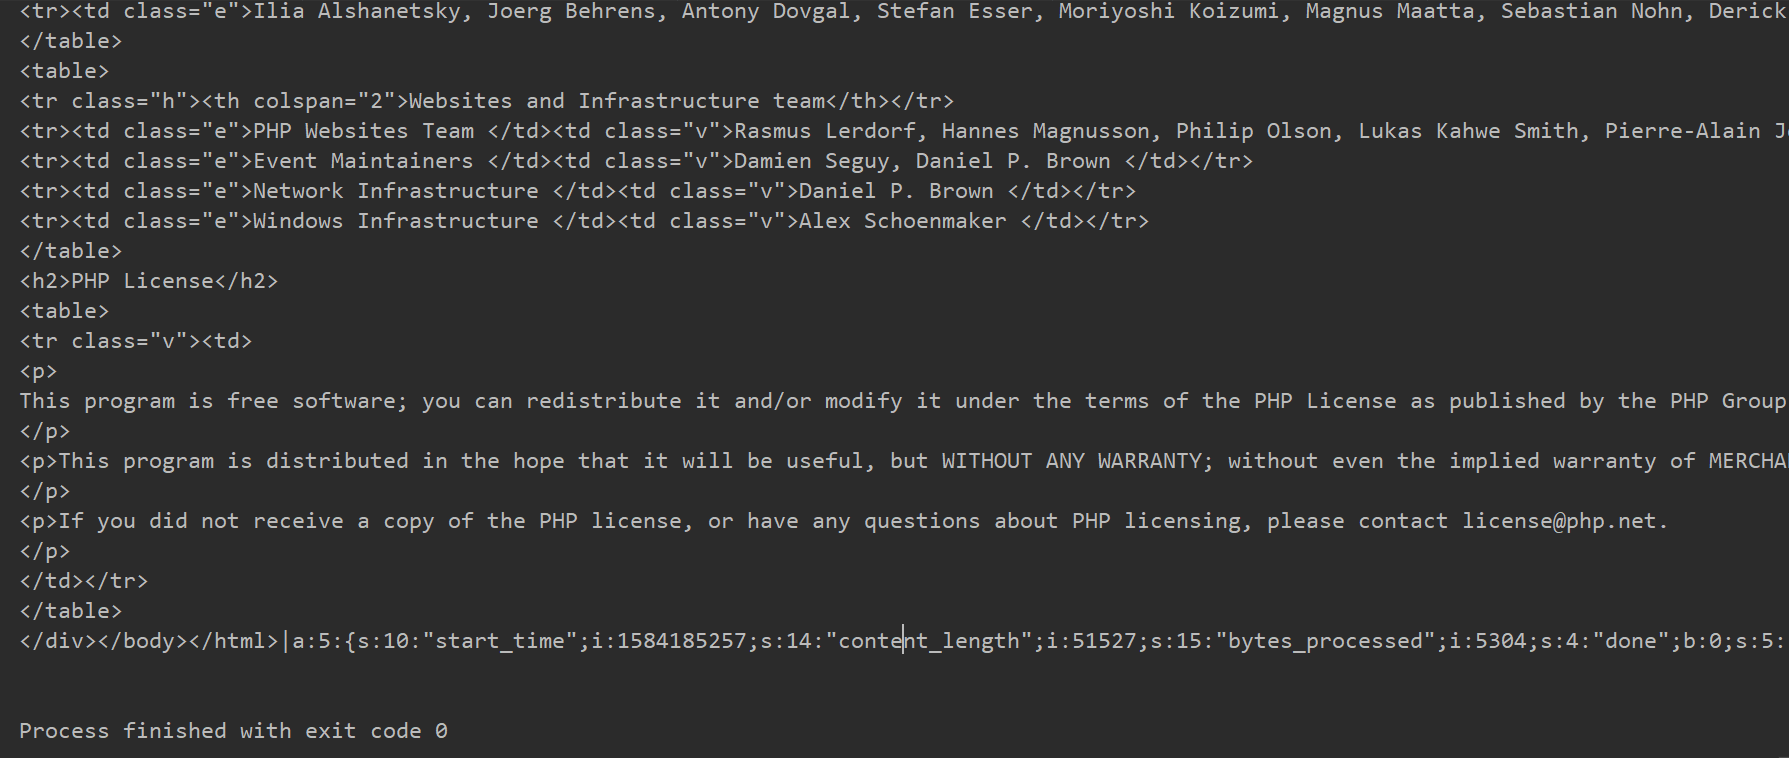 <tr><td class="e">Ilia Alshanetsky, Joerg Behrens, Antony Dovgal, Stefan Esser, Moriyoshi Koizumi, Magnus Maatta, Sebastian Nohn, Derick
</table>
<table>
<tr class="h"><th colspan="2">Websites and Infrastructure team</th></tr>
<tr><td class="e">PHP Websites Team </td><td class="v">Rasmus Lerdorf, Hannes Magnusson, Philip Olson, Lukas Kahwe Smith, Pierre-Alain
<tr><td class="e">Event Maintainers </td><td class="v">Damien Seguy, Daniel P. Brown </td></tr>
<tr><td class="e">Network Infrastructure </td><td class="v">Daniel P. Brown </td></tr>
<tr><td class="e">Windows Infrastructure </td><td class="v">Alex Schoenmaker </td></tr>
</table>
<h2>PHP License</h2>
<table>
<tr class="v"><td>
<p>
This program is free software; you can redistribute it and/or modify it under the terms of the PHP License as published by the PHP Group
</p>
<p>This program is distributed in the hope that it will be useful, but WITHOUT ANY WARRANTY; without even the implied warranty of MERCHA
</p>
<p>If you did not receive a copy of the PHP license, or have any questions about PHP licensing, please contact license@php.net.
</p>
</td></tr>
</table>
</div></body></html>|a:5:{s:10:"start_time";i:1584185257;s:14:"content_length";i:51527;s:15:"bytes_processed";i:5304;s:4:"done";b:0;s:5:
Process finished with exit code 0